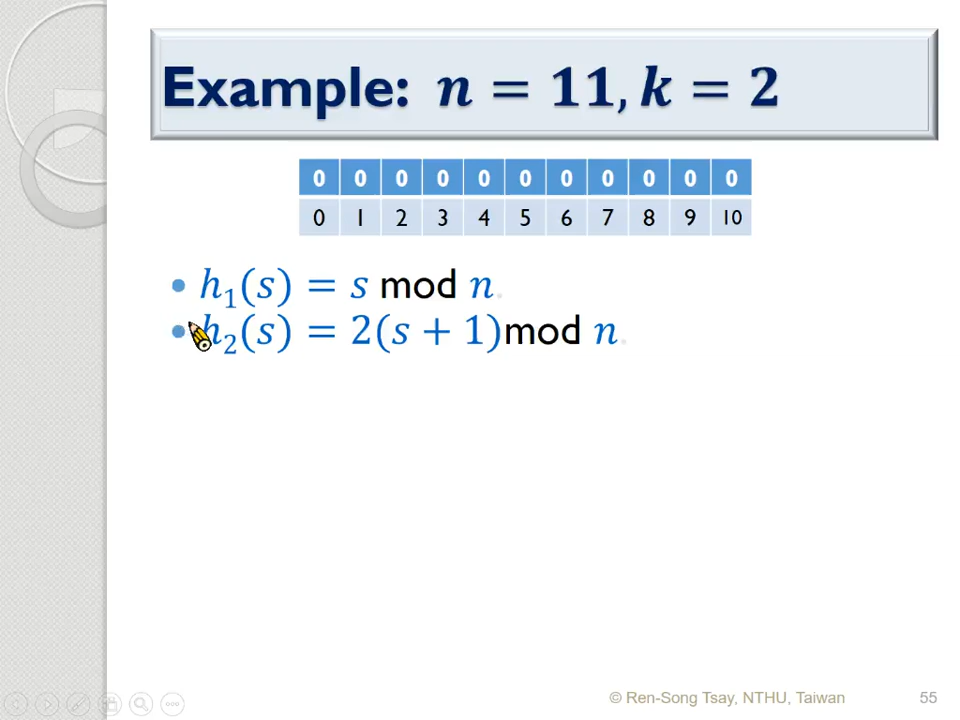 Example: n = 11, k = 2
0 0 0 0 0 0 0 0 0 0 0
0 1 2 3 4 5 6 7 8 9 10
• h₁(s) = s mod n.
• h₂(s) = 2(s + 1)mod n.
© Ren-Song Tsay, NTHU, Taiwan 55